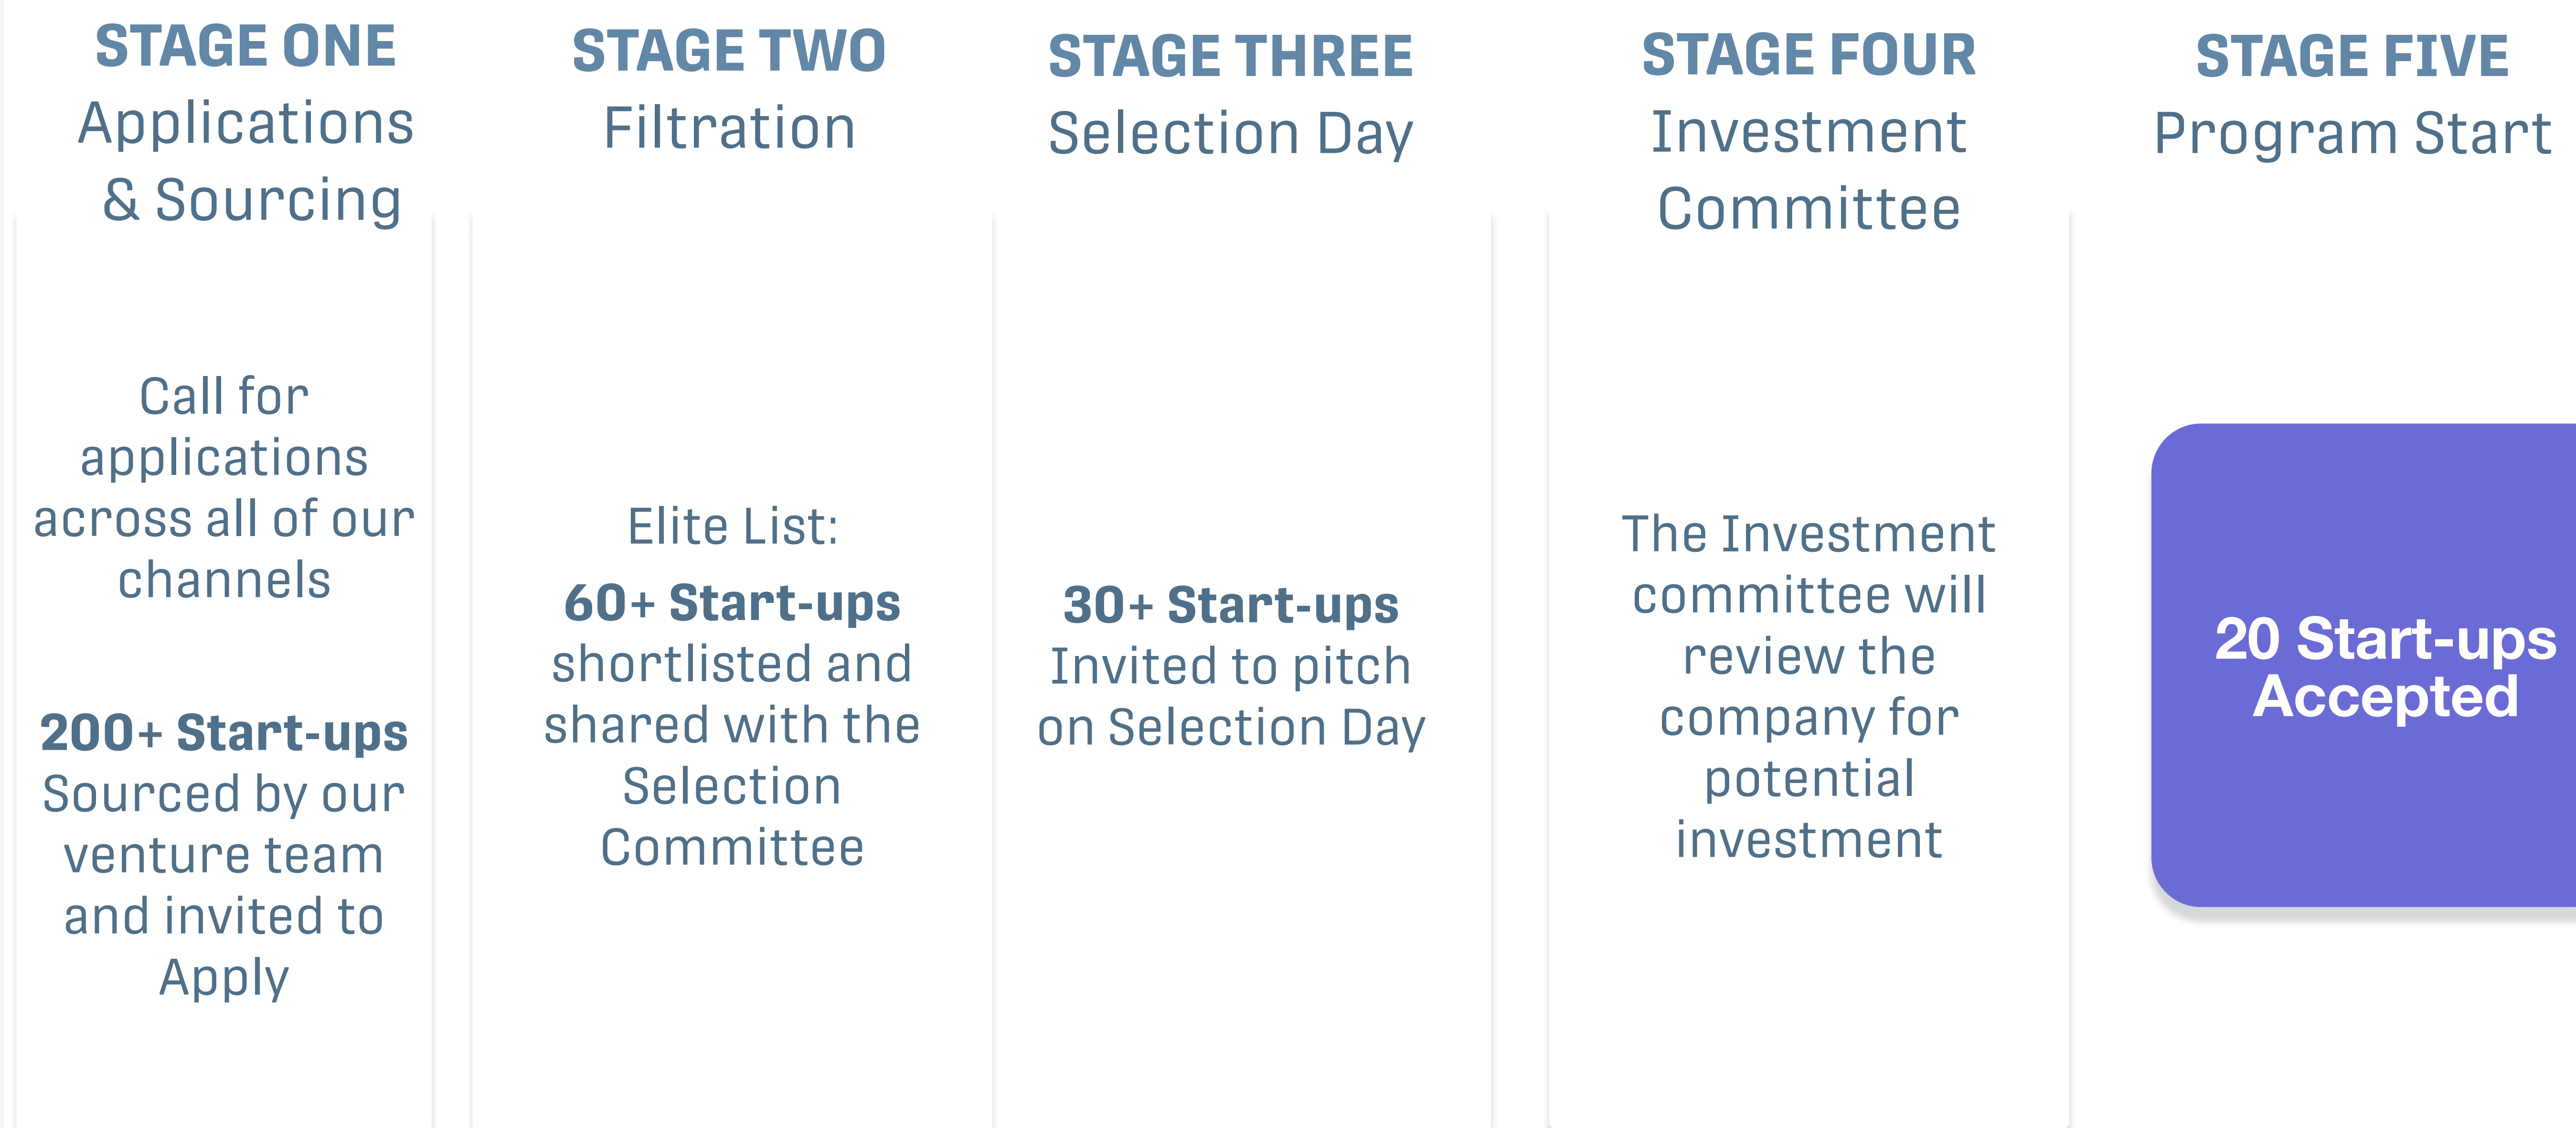 STAGE ONE
Applications
& Sourcing
Call for
applications
across all of our
channels
200+ Start-ups
Sourced by our
venture team
and invited to
Apply
STAGE TWO
Filtration
Elite List:
60+ Start-ups
shortlisted and
shared with the
Selection
Committee
STAGE THREE
Selection Day
30+ Start-ups
Invited to pitch
on Selection Day
STAGE FOUR
Investment
Committee
The Investment
committee will
review the
company for
potential
investment
STAGE FIVE
Program Start
20 Start-ups
Accepted